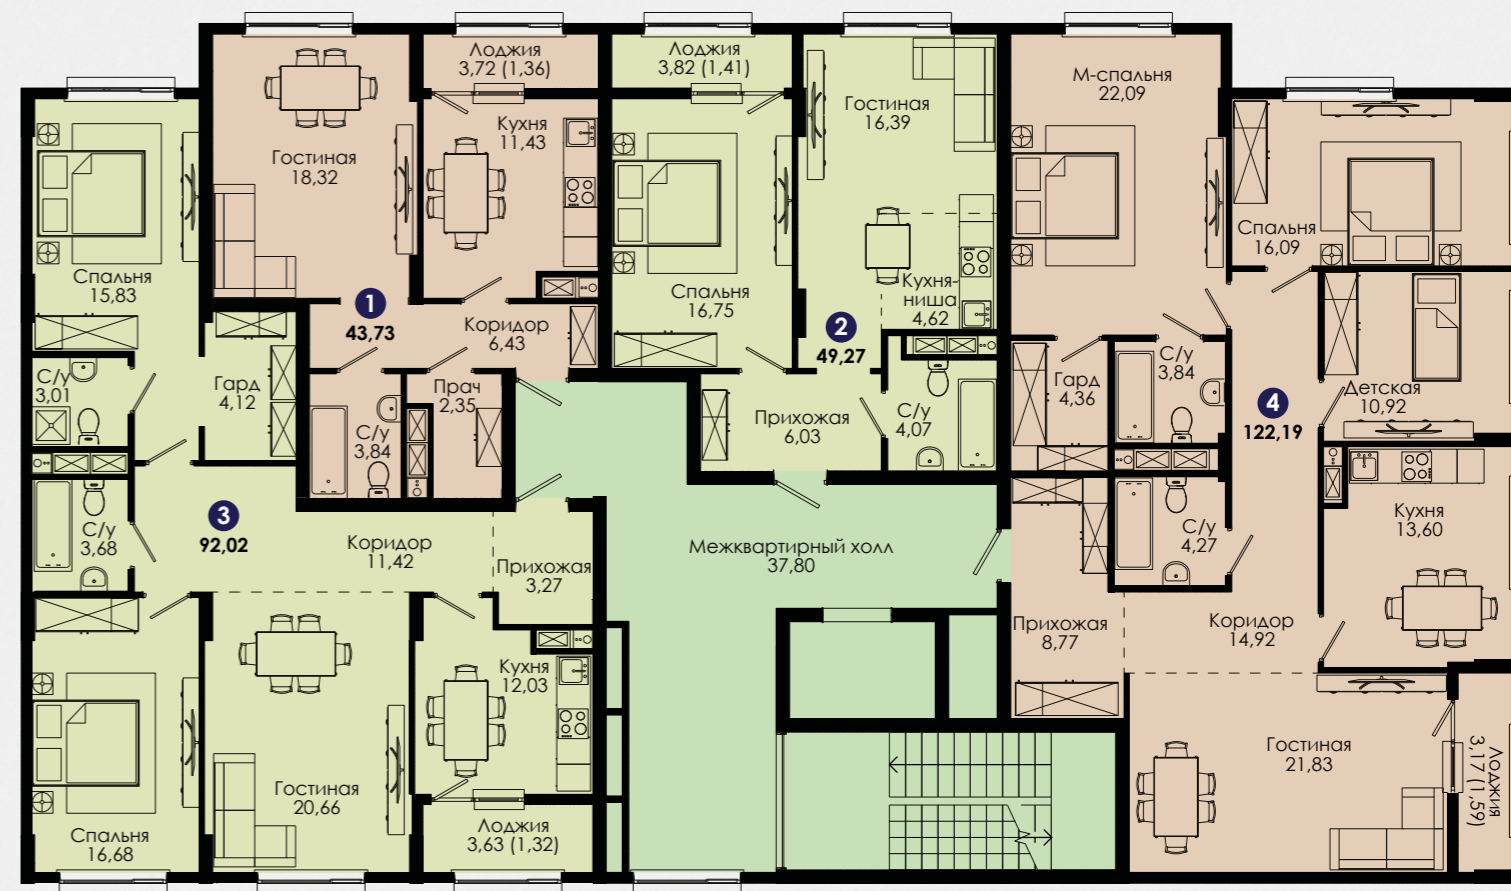 Лоджия
3,72 (1,36)
Лоджия
3,82 (1,41)
М-спальня
22,09
Гостиная
16,39
Кухня
11,43
Гостиная
18,32
Спальня
16,09
Спальня
15,83
Спальня
16,75
Кухня-
ниша
4,62
1
43,73
Коридор
6,43
2
49,27
С/у
3,01
Гард
4,12
Прач
2,35
С/у
3,84
Прихожая
6,03
С/у
4,07
Гард
4,36
С/у
3,84
4
122,19
Детская
10,92
3
92,02
С/у
3,68
Коридор
11,42
Прихожая
3,27
Межквартирный холл
37,80
С/у
4,27
Кухня
13,60
Прихожая
8,77
Коридор
14,92
Кухня
12,03
Гостиная
20,66
Спальня
16,68
Лоджия
3,63 (1,32)
Гостиная
21,83
Лоджия
3,17 (1,59)